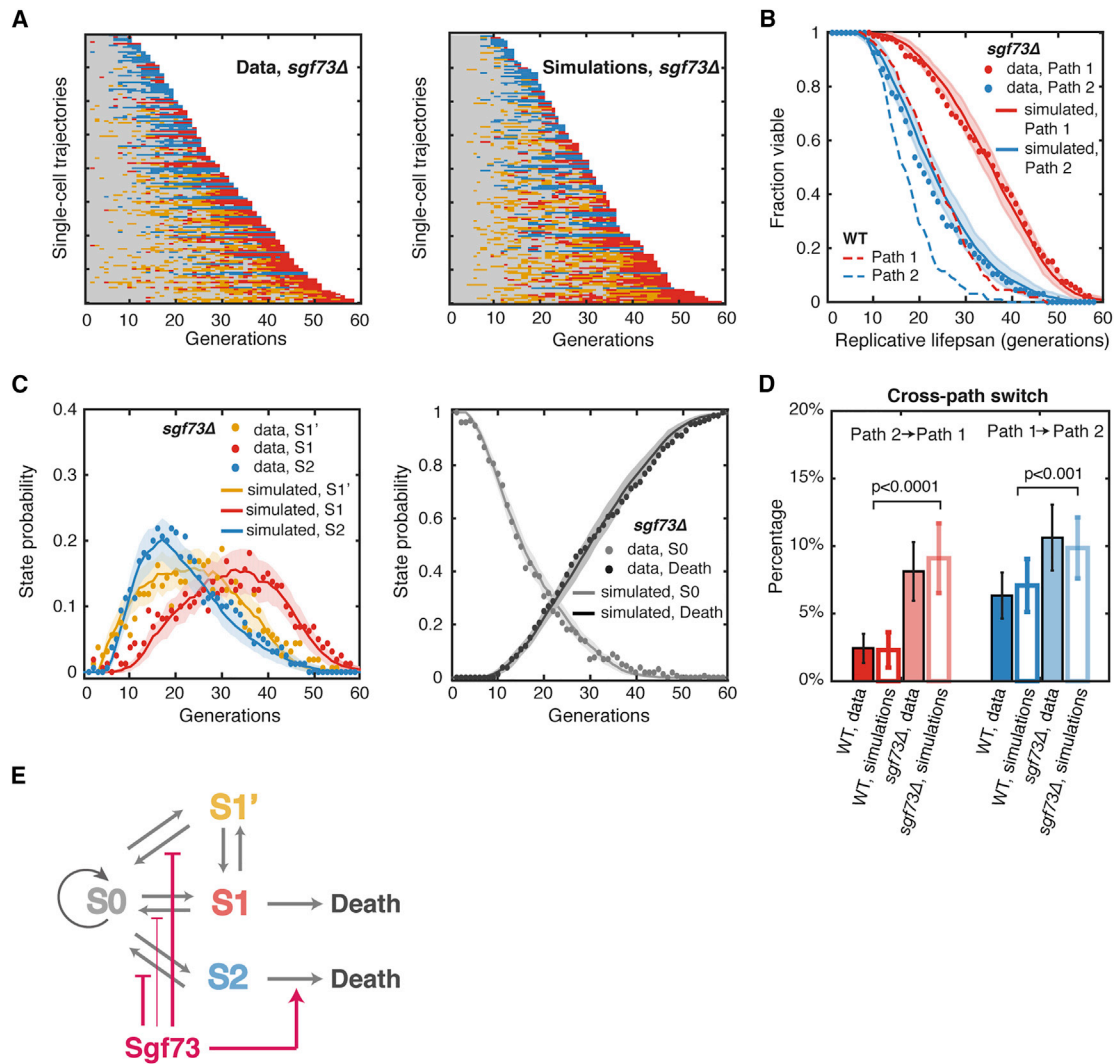 A
Data, sgf73Δ
Single-cell trajectories
0 10 20 30 40 50 60
Generations
Simulations, sgf73Δ
Single-cell trajectories
0 10 20 30 40 50 60
Generations
B
sgf73Δ
data, Path 1
data, Path 2
simulated,
Path 1
simulated,
Path 2
WT
Path 1
Path 2
Fraction viable
1
0.8
0.6
0.4
0.2
0
0 10 20 30 40 50 60
Replicative lifepsan (generations)
C
sgf73Δ
data, S1'
data, S1
data, S2
simulated, S1'
simulated, S1
simulated, S2
State probability
0.4
0.3
0.2
0.1
0
0 10 20 30 40 50 60
Generations
sgf73Δ
data, S0
data, Death
simulated, S0
simulated, Death
State probability
1
0.8
0.6
0.4
0.2
0
0 10 20 30 40 50 60
Generations
D
Cross-path switch
Path 2→Path 1
Path 1→Path 2
p<0.0001
p<0.001
Percentage
20%
15%
10%
5%
0%
WT, data
WT, simulations
sgf73Δ, data
sgf73Δ, simulations
WT, data
WT, simulations
sgf73Δ, data
sgf73Δ, simulations
E
S1'
S0
S1
Death
S2
Death
Sgf73